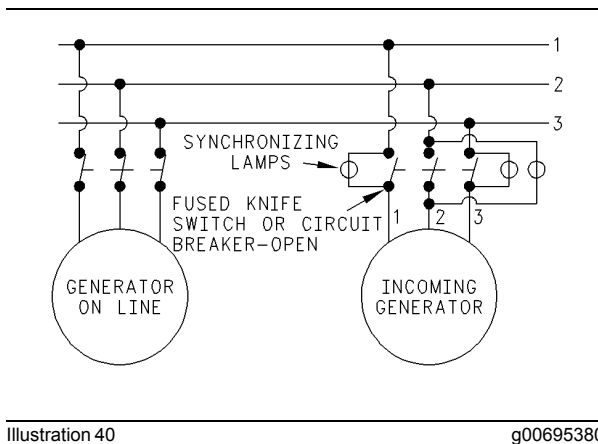 1
2
3
SYNCHRONIZING
LAMPS
FUSED KNIFE
SWITCH OR CIRCUIT
BREAKER-OPEN
1
2
3
GENERATOR
ON LINE
INCOMING
GENERATOR
Illustration 40
g00695380